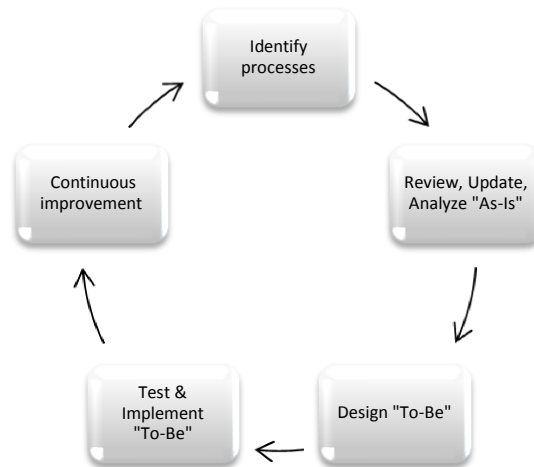 Identify
processes
Review, Update,
Analyze "As-Is"
Design "To-Be"
Test &
Implement
"To-Be"
Continuous
improvement